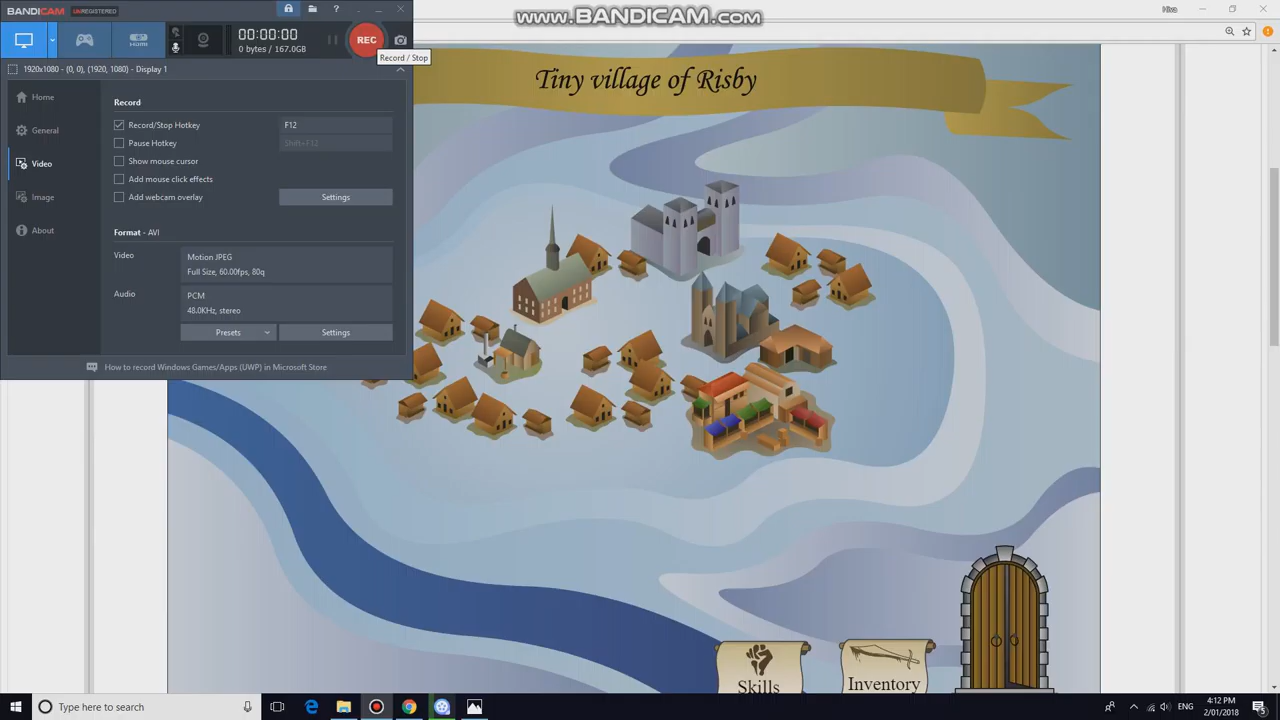 BANDICAM UNREGISTERED
www.BANDICAM.com
Hiva
HDMI
REC
00:00:00
0 bytes / 167.0GB
Record / Stop
1920x1080 - (0, 0), (1920, 1080) - Display 1
Home
General
Video
Image
About
Record
Record/Stop Hotkey
F12
Pause Hotkey
Shift+F12
Show mouse cursor
Add mouse click effects
Add webcam overlay
Settings
Format - AVI
Video
Motion JPEG
Full Size, 60.00fps, 80q
Audio
PCM
48.0KHz, stereo
Presets
Settings
How to record Windows Games/Apps (UWP) in Microsoft Store
Tiny village of Risby
Skills
Inventory
Type here to search
ENG
4:12 PM
2/01/2018